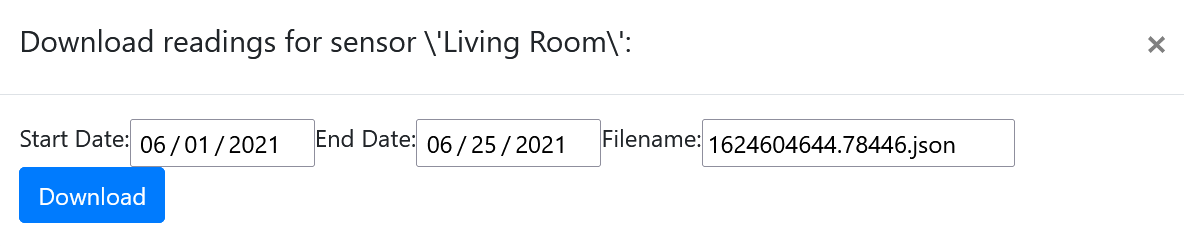 Download readings for sensor \'Living Room\':
×
Start Date: 06 / 01 / 2021 End Date: 06 / 25 / 2021 Filename: 1624604644.78446.json
Download